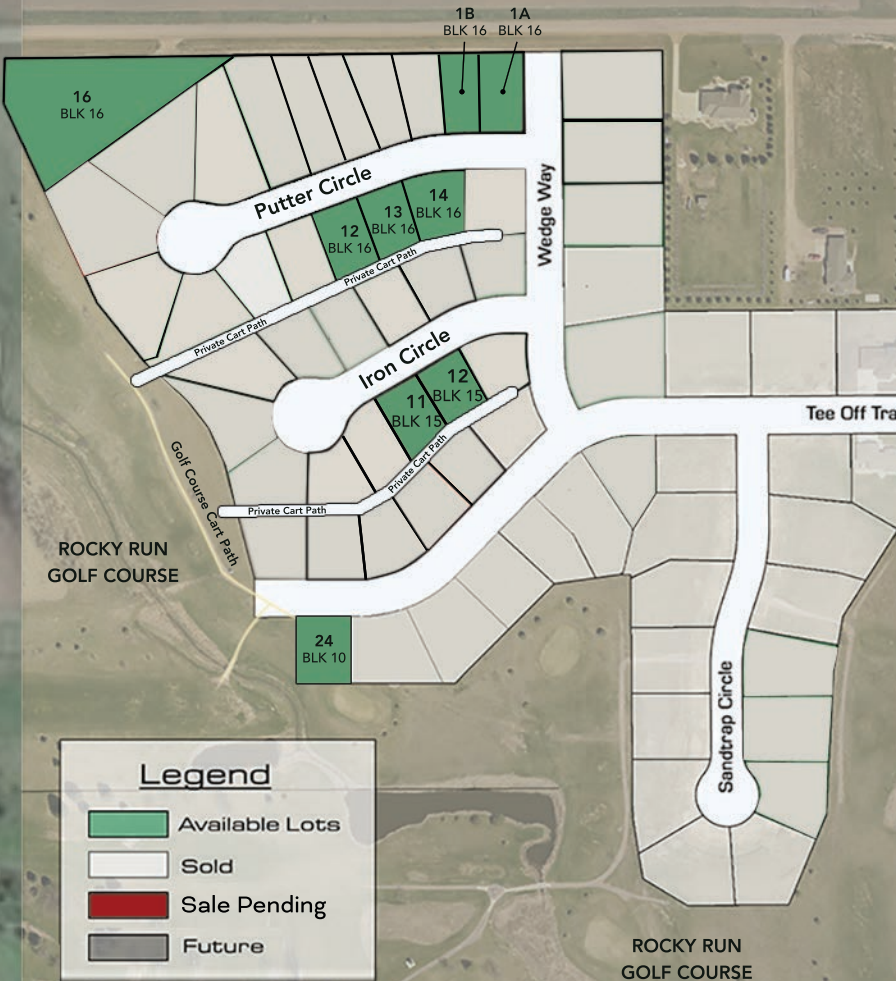 1B
BLK 16
1A
BLK 16
16
BLK 16
Putter Circle
Wedge Way
14
BLK 16
13
BLK 16
12
BLK 16
Private Cart Path
Private Cart Path
Iron Circle
12
BLK 15
11
BLK 15
Tee Off Tra
Private Cart Path
Private Cart Path
Golf Course Cart Path
ROCKY RUN
GOLF COURSE
24
BLK 10
Sandtrap Circle
Legend
Available Lots
Sold
Sale Pending
Future
ROCKY RUN
GOLF COURSE